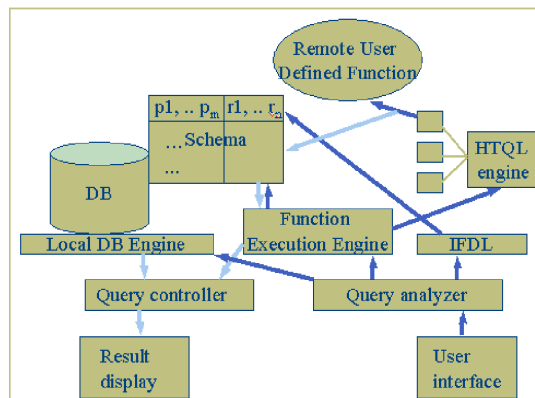 Remote User
Defined Function
p1, .. pm r1, .. rn
... Schema
...
HTQL
engine
DB
Function
Execution Engine
Local DB Engine
IFDL
Query controller
Query analyzer
Result
display
User
interface